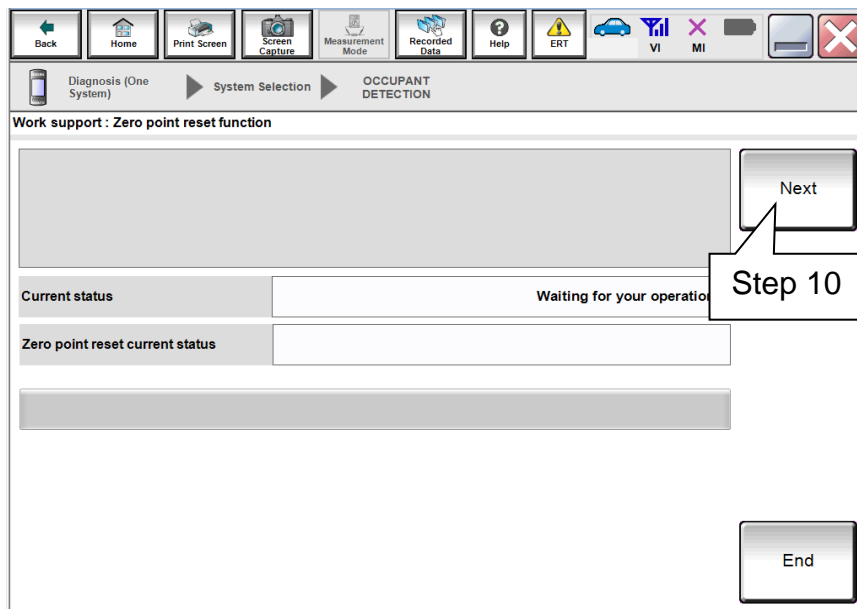 Back
Home
Print Screen
Screen
Capture
Measurement
Mode
Recorded
Data
Help
ERT
VI
MI
Diagnosis (One
System)
System Selection
OCCUPANT
DETECTION
Work support : Zero point reset function
Next
Step 10
Current status
Waiting for your operation
Zero point reset current status
End